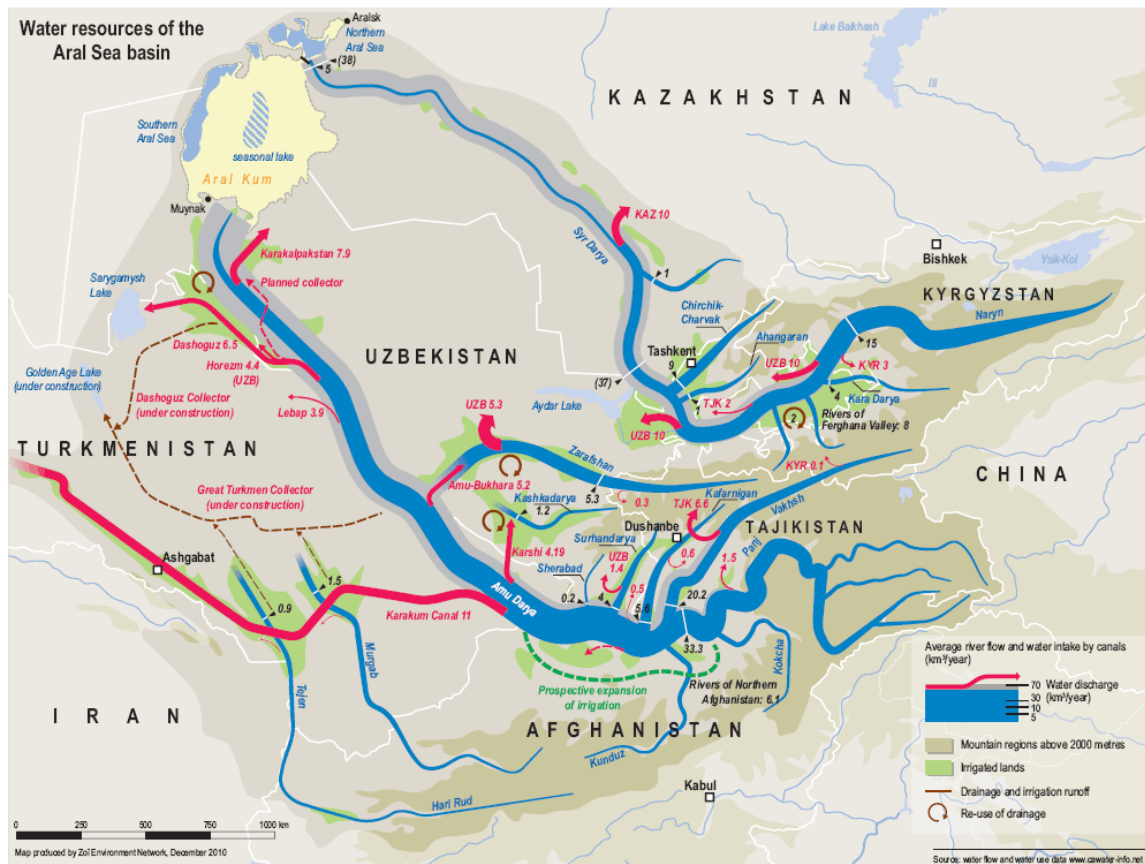 Water resources of the
Aral Sea basin
Aralsk
Northern
Aral Sea
(38)
5
Lake Balkhash
Ili
KAZAKHSTAN
Southern
Aral Sea
seasonal lake
Aral Kum
Muynak
KAZ 10
Syr Darya
1
Karakalpakstan 7.9
Planned collector
Sarygamysh
Lake
Bishkek
Ysik-Kol
KYRGYZSTAN
Naryn
Chirchik-
Charvak
Ahangaran
Tashkent
9
15
UZB 10
KYR 3
Dashoguz 6.5
Horezm 4.4
(UZB)
UZBEKISTAN
Golden Age Lake
(under construction)
Dashoguz Collector
(under construction)
Lebap 3.9
(37)
TJK 2
1
4
Kara Darya
Aydar Lake
UZB 5.3
UZB 10
2
Rivers of
Ferghana Valley: 8
TURKMENISTAN
Zarafshan
KYR 0.1
CHINA
Amu-Bukhara 5.2
5.3
Great Turkmen Collector
(under construction)
Kashkadarya
1.2
0.3
Kafarnigan
TJK 6.6
Vakhsh
Dushanbe
TAJIKISTAN
Surhandarya
Karshi 4.19
UZB
1.4
0.6
Panj
1.5
Sherabad
Ashgabat
1.5
0.9
Amu Darya
0.2
4
0.5
5.6
20.2
Karakum Canal 11
33.3
Murgab
Tejen
Prospective expansion
of irrigation
Kokcha
Rivers of Northern
Afghanistan: 6.1
IRAN
AFGHANISTAN
Kunduz
Hari Rud
Kabul
Average river flow and water intake by canals
(km³/year)
70 Water discharge
30 (km³/year)
10
5
Mountain regions above 2000 metres
Irrigated lands
Drainage and irrigation runoff
Re-use of drainage
0 250 500 750 1000 km
Map produced by Zoï Environment Network, December 2010
Source: water flow and water use data www.cawater-info.net